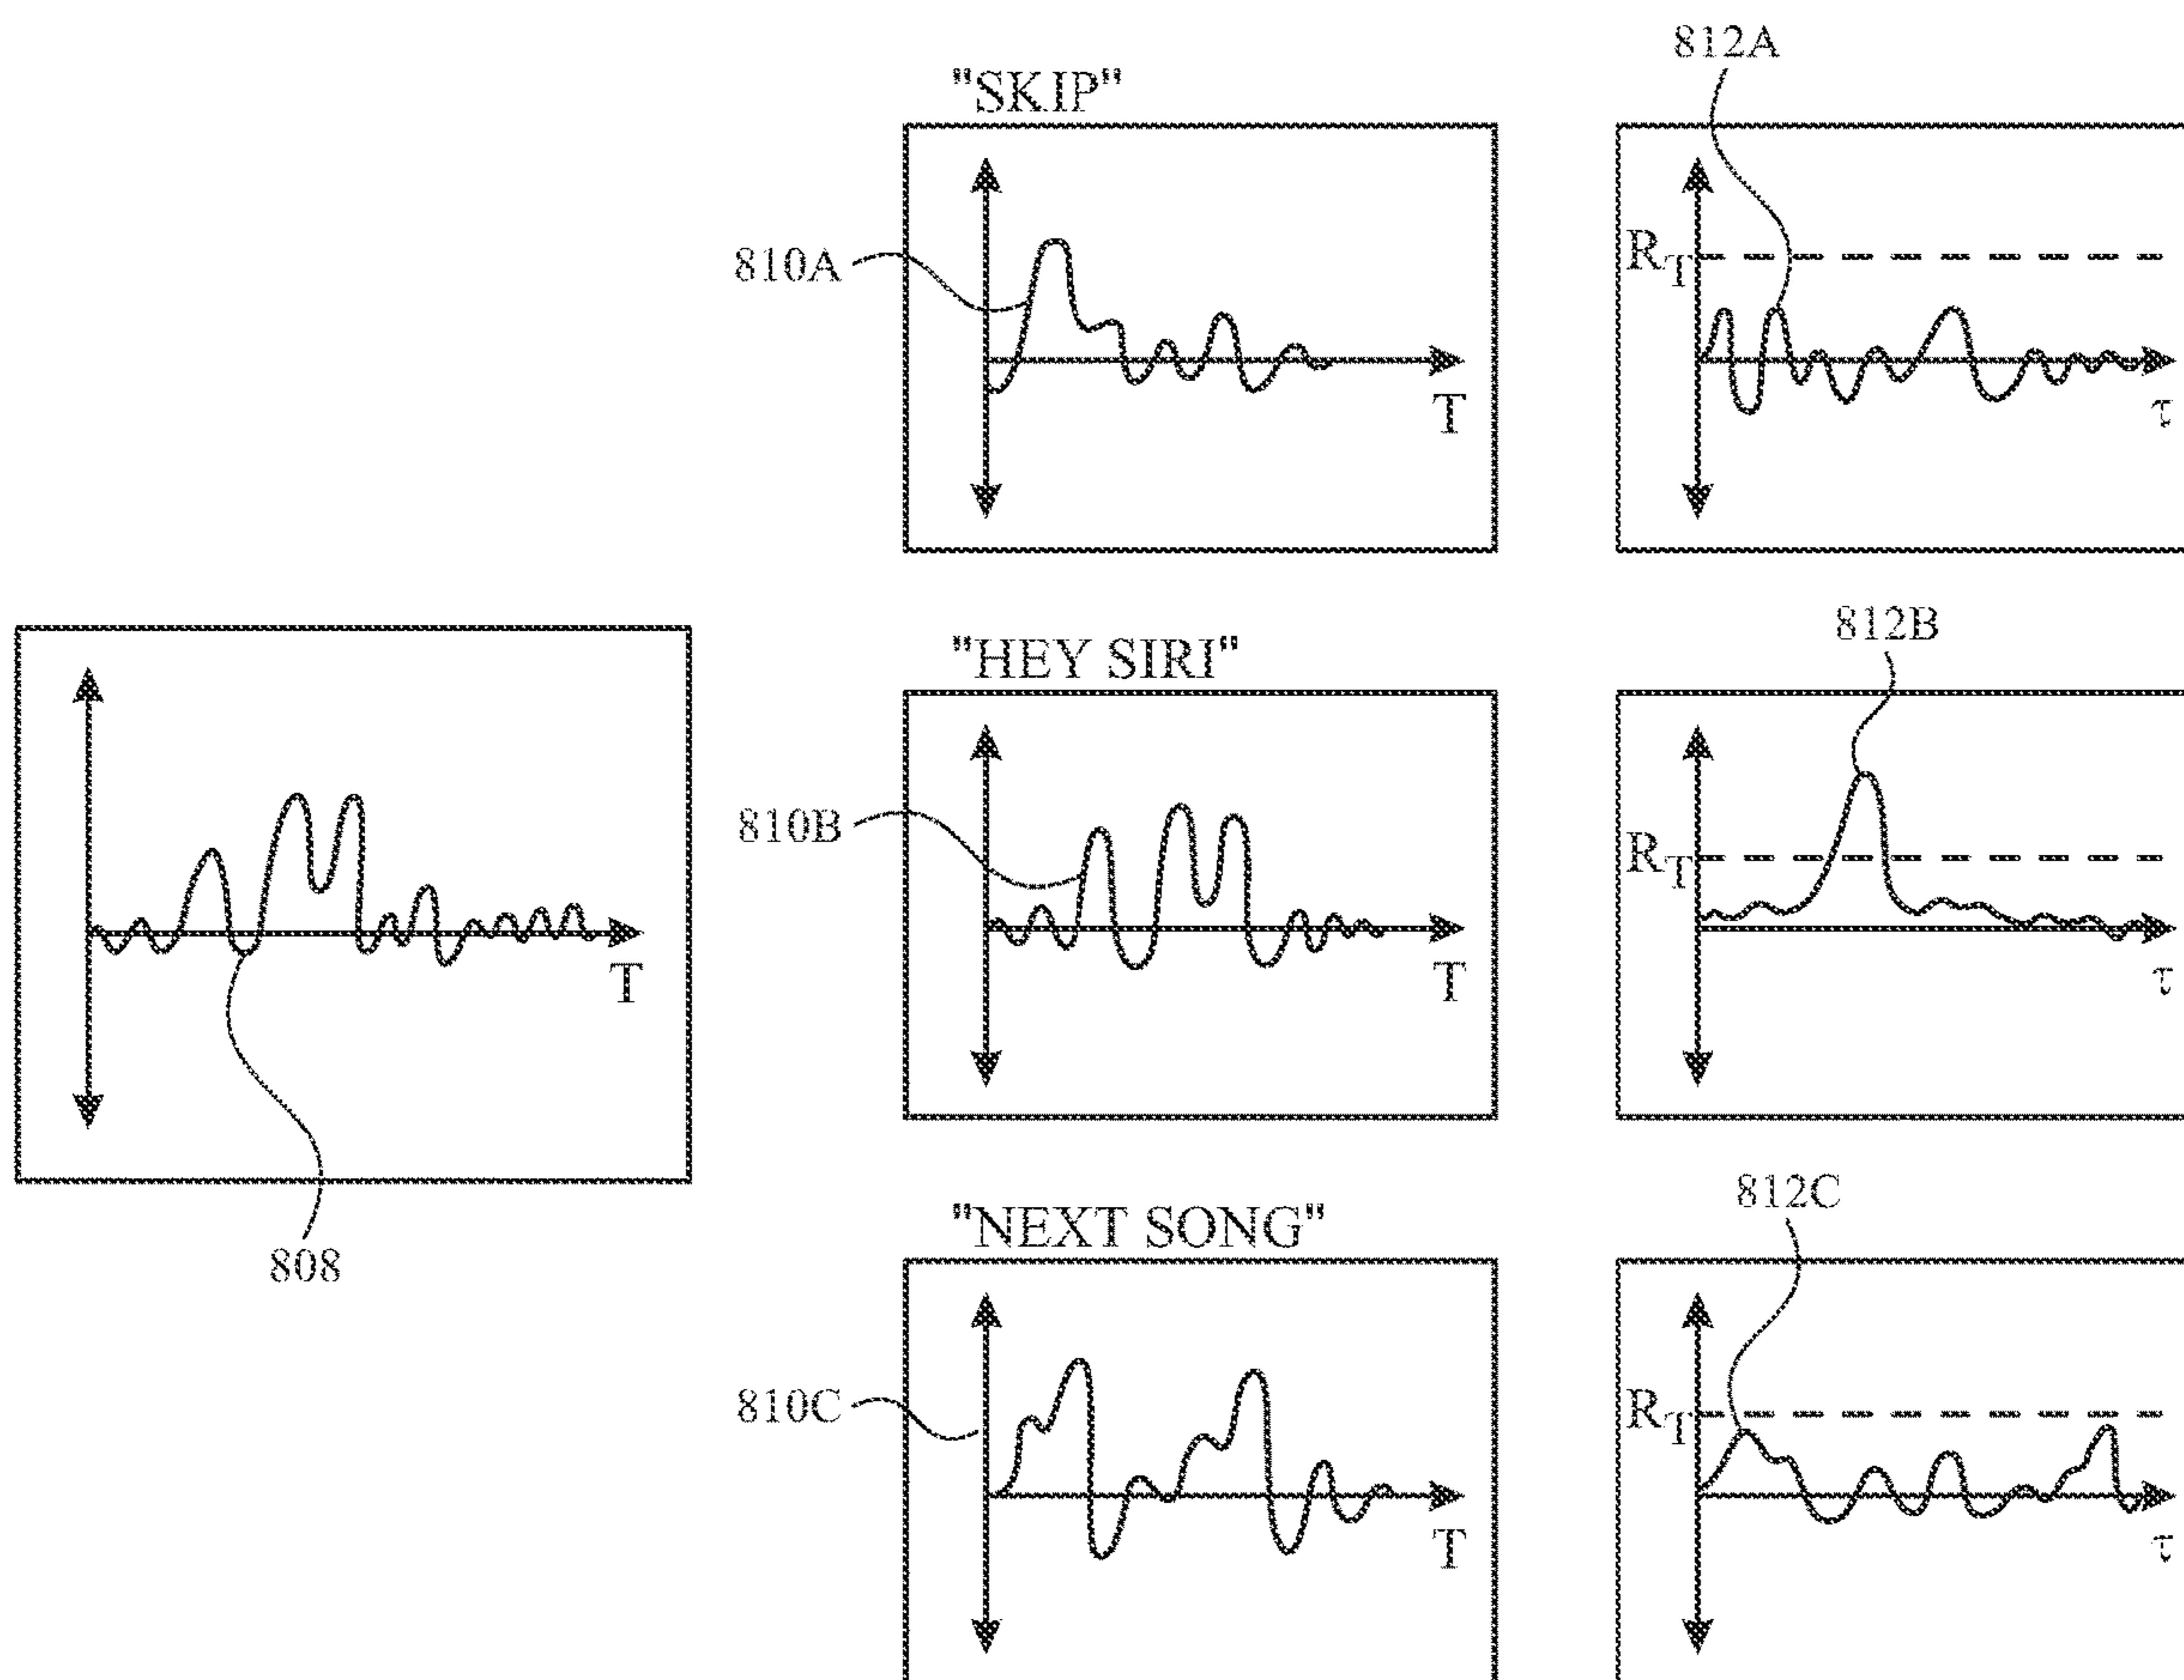 812A
"SKIP"
810A
R_T
T
τ
812B
"HEY SIRI"
810B
R_T
T
T
τ
808
812C
"NEXT SONG"
810C
R_T
T
τ